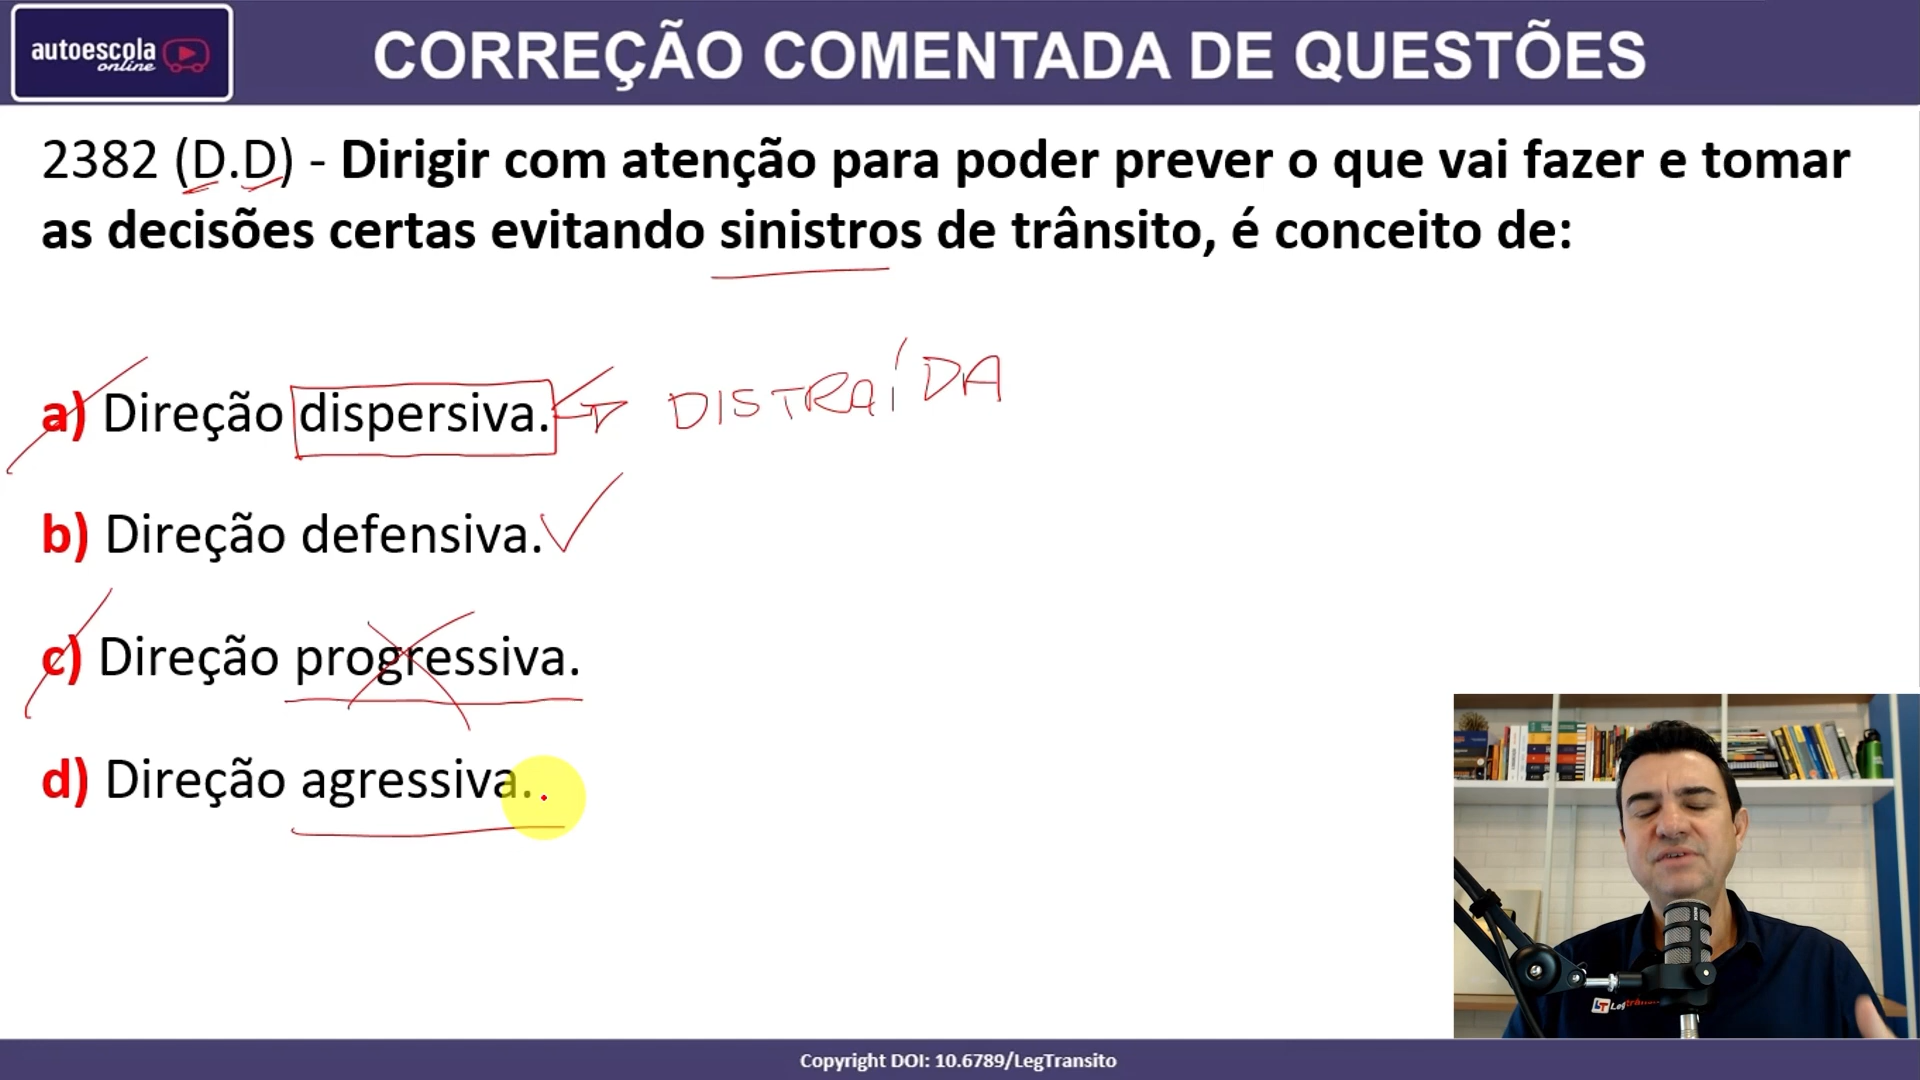 autoescola
online
CORREÇÃO COMENTADA DE QUESTÕES
2382 (D.D) - Dirigir com atenção para poder prever o que vai fazer e tomar
as decisões certas evitando sinistros de trânsito, é conceito de:
a) Direção dispersiva. DISTRAÍDA
b) Direção defensiva.
c) Direção progressiva.
d) Direção agressiva.
Copyright DOI: 10.6789/LegTransito